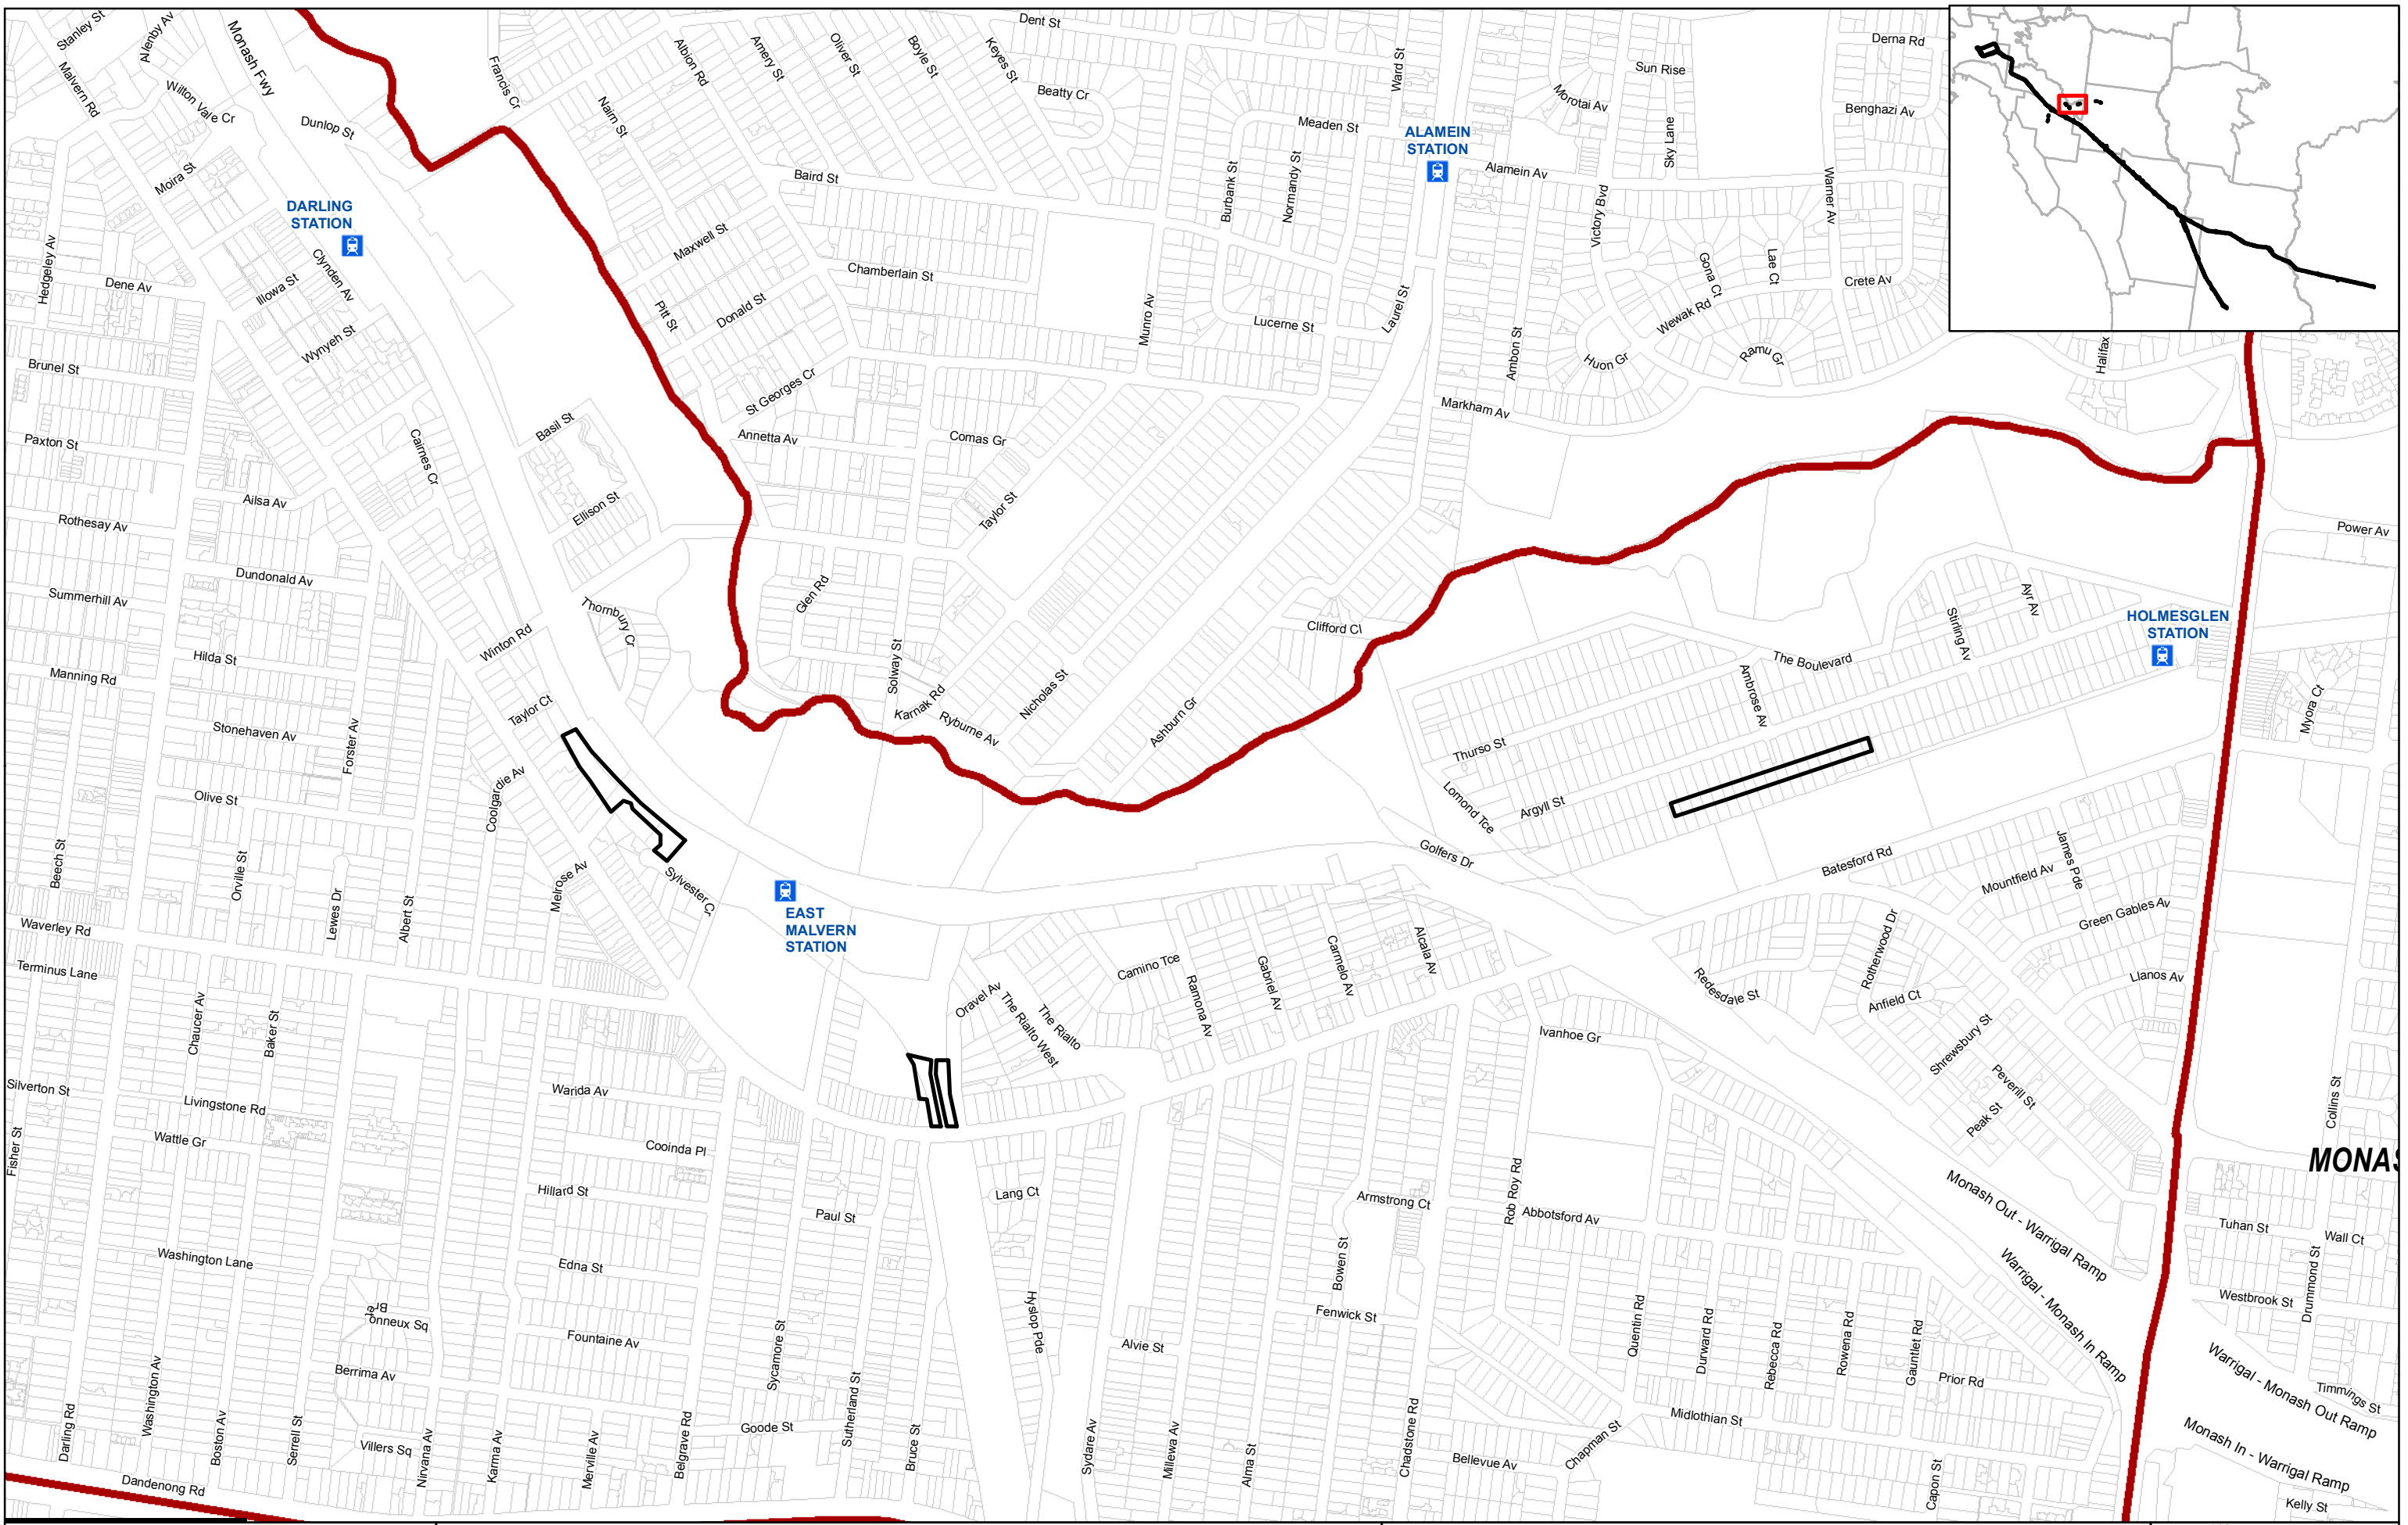 Stanley St
Allenby Av
Monash Fwy
Malvern Rd
Wilton Vale Cr
Dunlop St
Moira St
DARLING
STATION
Hedgeley Av
Dene Av
Illowa St
Clynden Av
Wynyeh St
Brunel St
Paxton St
Cairnes Cr
Ailsa Av
Rothesay Av
Dundonald Av
Summerhill Av
Hilda St
Manning Rd
Winton Rd
Taylor Ct
Stonehaven Av
Forster Av
Olive St
Coolgardie Av
Beech St
Orville St
Lewes Dr
Albert St
Melrose Av
Sylvester Cr
Waverley Rd
Terminus Lane
Francis Cr
Albion Rd
Amery St
Oliver St
Boyle St
Keyes St
Dent St
Beatty Cr
Nairn St
Baird St
Maxwell St
Chamberlain St
Pitt St
Donald St
St Georges Cr
Annetta Av
Comas Gr
Basil St
Ellison St
Taylor St
Thornbury Cr
Glen Rd
Solway St
Karnak Rd
Ryburne Av
Nicholas St
Ashburn Gr
Munro Av
Ward St
Meaden St
Burbank St
Normandy St
Lucerne St
Laurel St
ALAMEIN
STATION
Alamein Av
Morotai Av
Sun Rise
Sky Lane
Derna Rd
Benghazi Av
Warner Av
Victory Bvd
Gona Ct
Lae Ct
Crete Av
Wewak Rd
Huon Gr
Ramu Gr
Ambon St
Markham Av
Halifax
Power Av
Clifford Cl
The Boulevard
Stirling Av
Ayr Av
HOLMESGLEN
STATION
Ambrose Av
Thurso St
Lomond Tce
Argyll St
Golfers Dr
Batesford Rd
James Pde
Mountfield Av
Green Gables Av
Llanos Av
Myora Ct
EAST
MALVERN
STATION
Camino Tce
Oravel Av
The Rialto West
The Rialto
Ramona Av
Gabriel Av
Carmelo Av
Alcala Av
Redesdale St
Rotherwood Dr
Anfield Ct
Shrewsbury St
Peverill St
Peak St
Ivanhoe Gr
Chaucer Av
Baker St
Silverton St
Livingstone Rd
Wattle Gr
Fisher St
Warida Av
Cooinda Pl
Hillard St
Paul St
Lang Ct
Washington Lane
Edna St
Bretonneux Sq
Fountaine Av
Berrima Av
Villers Sq
Darling Rd
Washington Av
Boston Av
Serrell St
Nirvana Av
Karma Av
Merville Av
Belgrave Rd
Sycamore St
Goode St
Sutherland St
Bruce St
Dandenong Rd
Hyslop Pde
Sydare Av
Alvie St
Millewa Av
Alma St
Armstrong Ct
Bowen St
Fenwick St
Chadstone Rd
Rob Roy Rd
Abbotsford Av
Bellevue Av
Chapman St
Quentin Rd
Durward Rd
Rebecca Rd
Rowena Rd
Gauntlet Rd
Prior Rd
Midlothian St
Capon St
Monash Out - Warrigal Ramp
Warrigal - Monash In Ramp
MONAS
Collins St
Tuhan St
Wall Ct
Drummond St
Westbrook St
Warrigal - Monash Out Ramp
Timmings St
Monash In - Warrigal Ramp
Kelly St